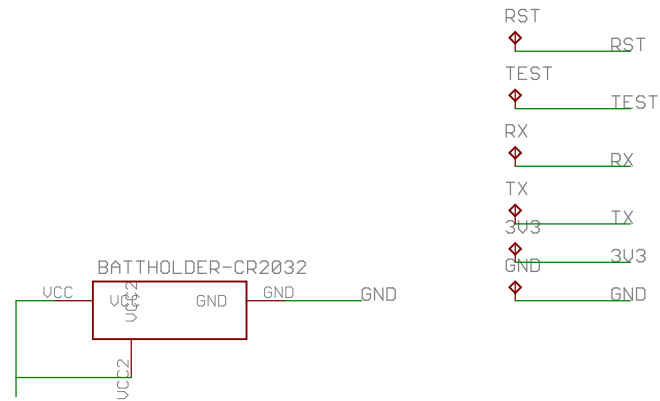 RST
RST
TEST
TEST
RX
RX
TX
TX
3V3
3V3
GND
GND
BATTHOLDER-CR2032
VCC
VCC
VCC2
GND
GND
GND
VCC2